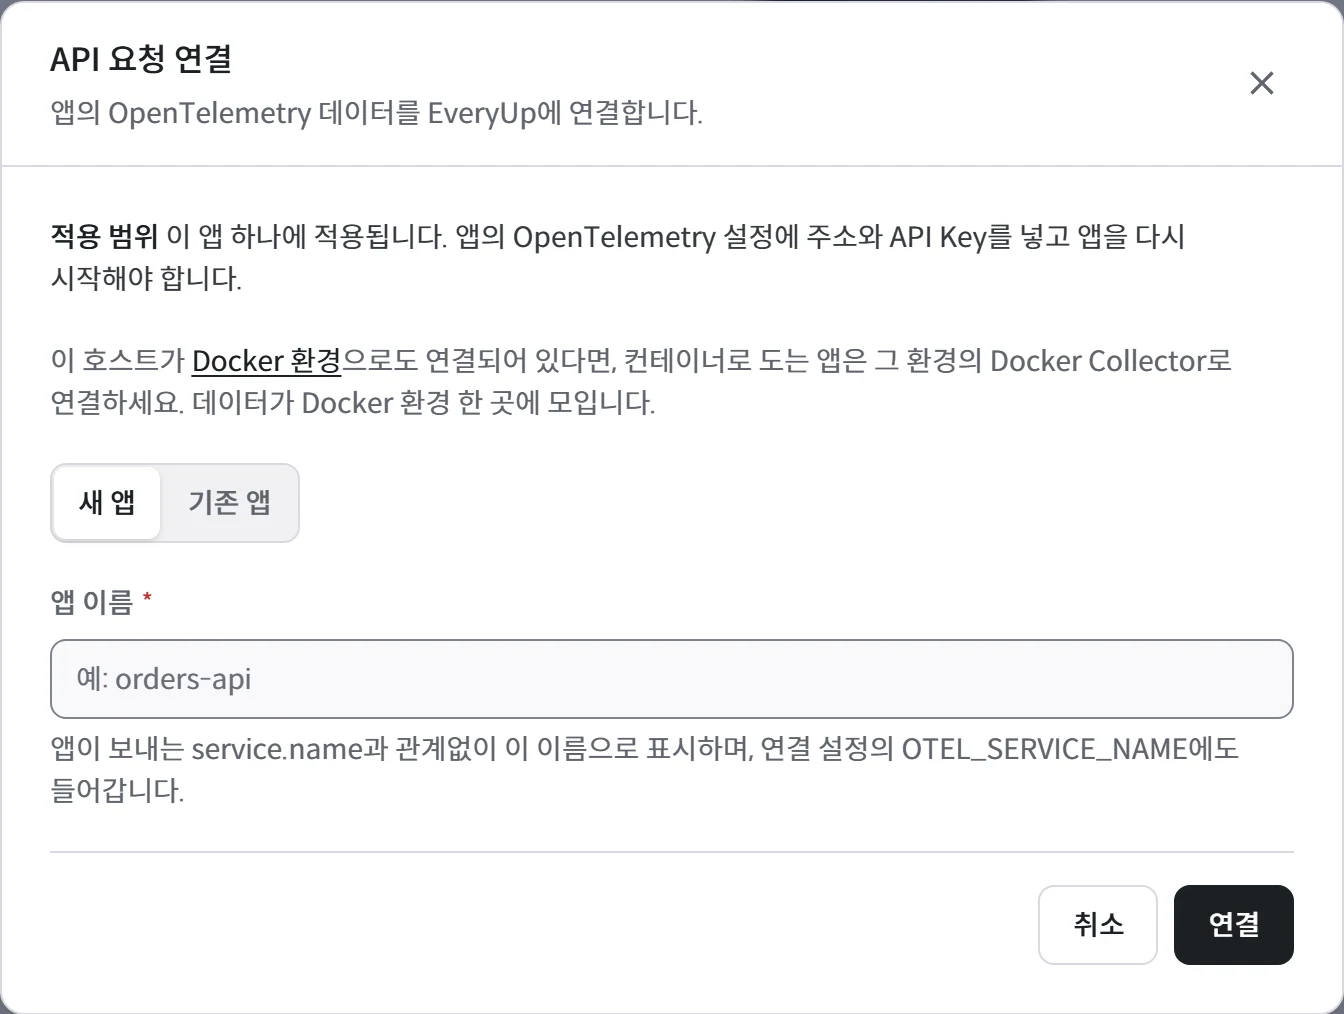 API 요청 연결
앱의 OpenTelemetry 데이터를 EveryUp에 연결합니다.
적용 범위 이 앱 하나에 적용됩니다. 앱의 OpenTelemetry 설정에 주소와 API Key를 넣고 앱을 다시
시작해야 합니다.
이 호스트가 Docker 환경으로도 연결되어 있다면, 컨테이너로 도는 앱은 그 환경의 Docker Collector로
연결하세요. 데이터가 Docker 환경 한 곳에 모입니다.
새 앱 기존 앱
앱 이름 *
예: orders-api
앱이 보내는 service.name과 관계없이 이 이름으로 표시하며, 연결 설정의 OTEL_SERVICE_NAME에도
들어갑니다.
취소 연결